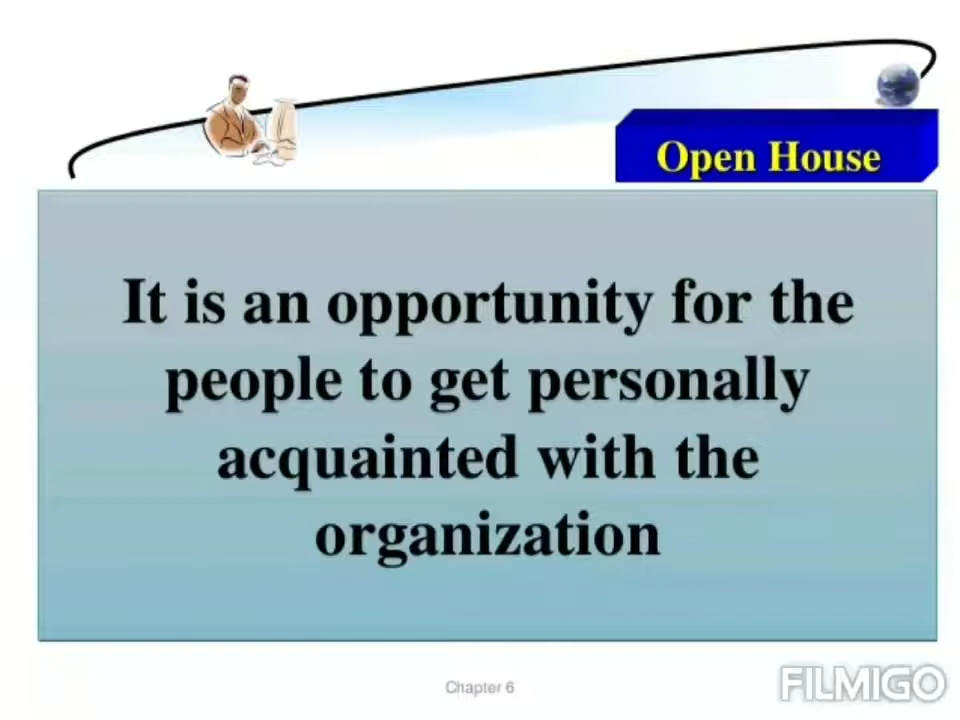 Open House
It is an opportunity for the
people to get personally
acquainted with the
organization
Chapter 6
FILMIGO